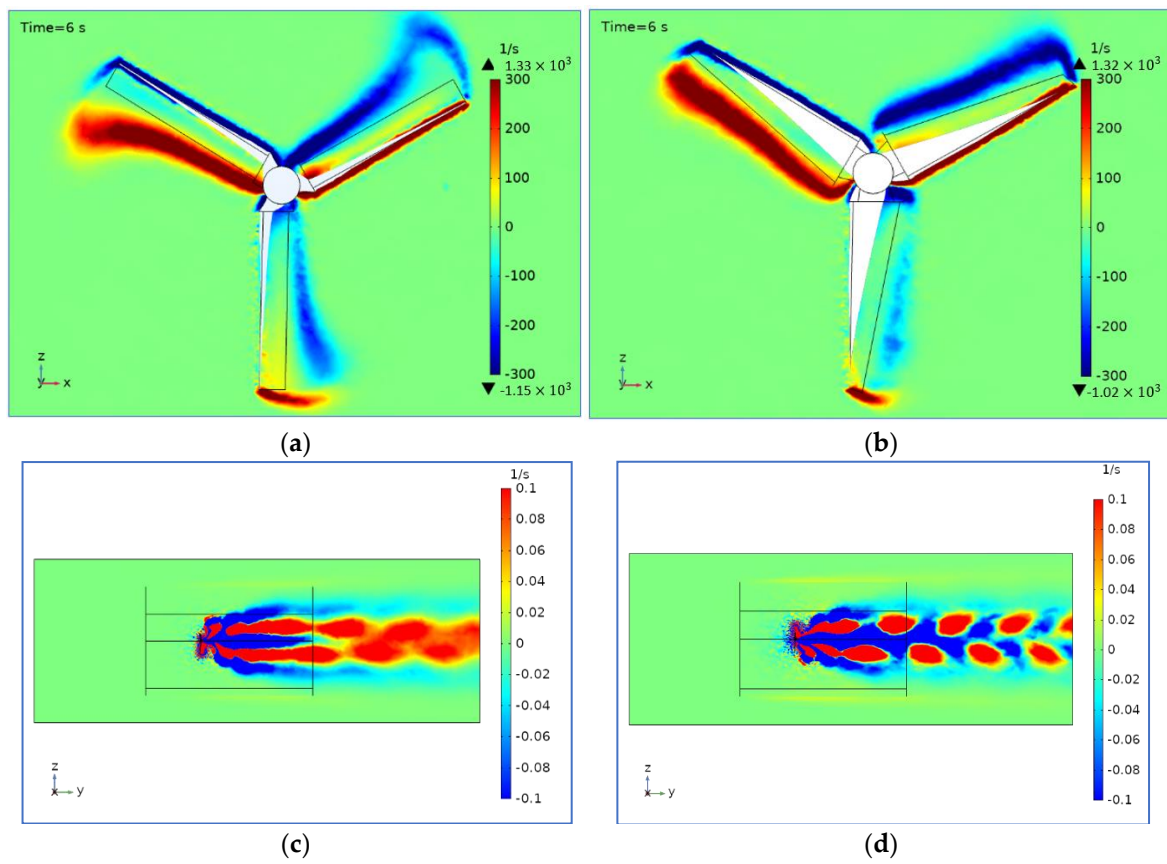 Time=6 s
1/s
▲ 1.33 × 10³
300
200
100
0
-100
-200
-300
▼ -1.15 × 10³
z
y x
(a)
Time=6 s
1/s
▲ 1.32 × 10³
300
200
100
0
-100
-200
-300
▼ -1.02 × 10³
z
y x
(b)
1/s
0.1
0.08
0.06
0.04
0.02
0
-0.02
-0.04
-0.06
-0.08
-0.1
z
x y
(c)
1/s
0.1
0.08
0.06
0.04
0.02
0
-0.02
-0.04
-0.06
-0.08
-0.1
z
x y
(d)